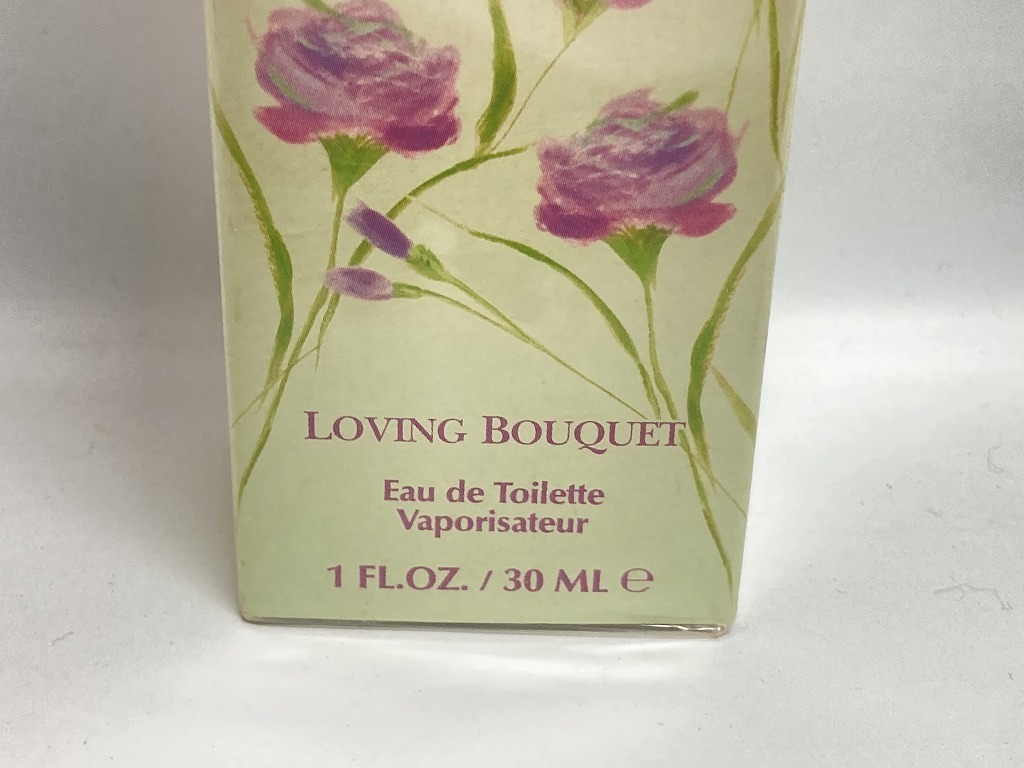 LOVING BOUQUET
Eau de Toilette
Vaporisateur
1 FL.OZ. / 30 ML ℮